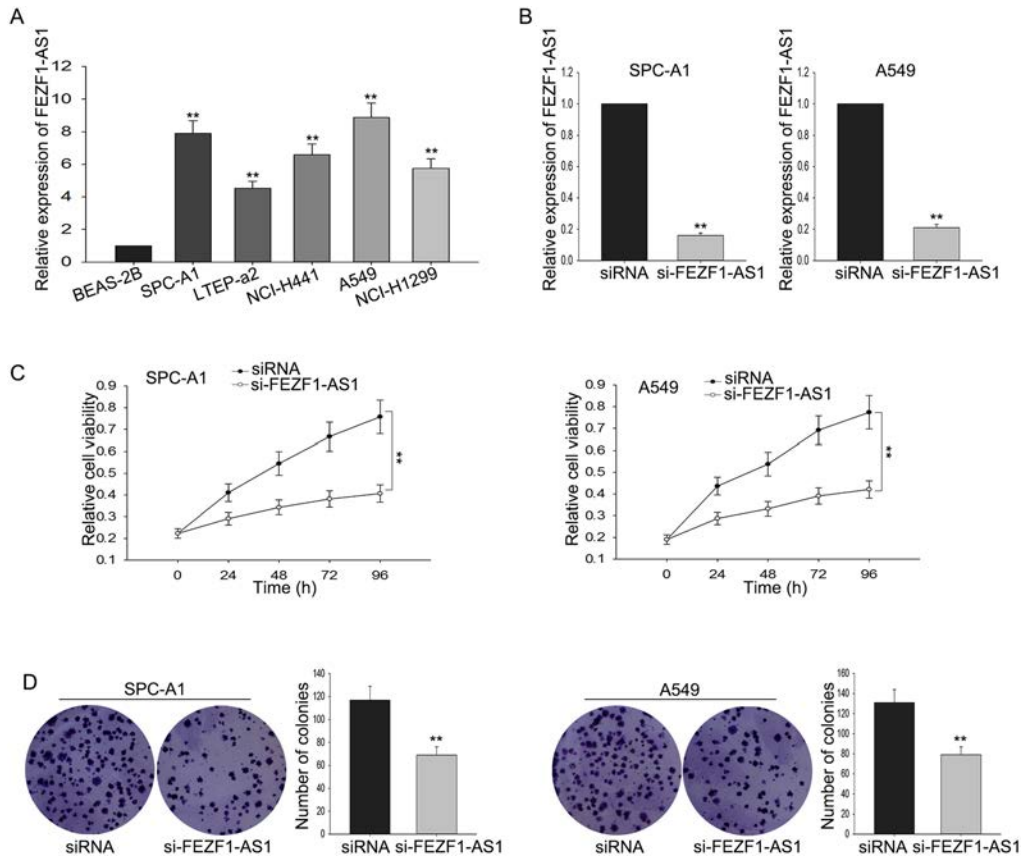 A
Relative expression of FEZF1-AS1
12
10
8
6
4
2
0
**
**
**
**
**
BEAS-2B
SPC-A1
LTEP-a2
NCI-H441
A549
NCI-H1299
B
SPC-A1
Relative expression of FEZF1-AS1
1.2
1.0
0.8
0.6
0.4
0.2
0.0
**
siRNA si-FEZF1-AS1
A549
Relative expression of FEZF1-AS1
1.2
1.0
0.8
0.6
0.4
0.2
0.0
**
siRNA si-FEZF1-AS1
C
SPC-A1
siRNA
si-FEZF1-AS1
Relative cell viability
0.9
0.8
0.7
0.6
0.5
0.4
0.3
0.2
0.1
**
0 24 48 72 96
Time (h)
A549
siRNA
si-FEZF1-AS1
Relative cell viability
0.9
0.8
0.7
0.6
0.5
0.4
0.3
0.2
0.1
**
0 24 48 72 96
Time (h)
D
SPC-A1
siRNA si-FEZF1-AS1
Number of colonies
140
120
100
80
60
40
20
0
**
siRNA si-FEZF1-AS1
A549
siRNA si-FEZF1-AS1
Number of colonies
160
140
120
100
80
60
40
20
0
**
siRNA si-FEZF1-AS1